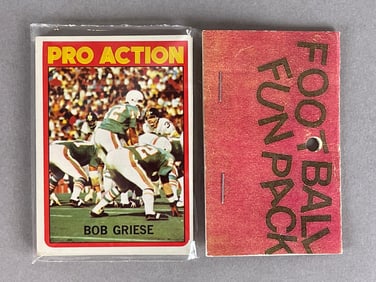 PRO ACTION
BOB GRIESE
FOOTBALL
FUN PACK